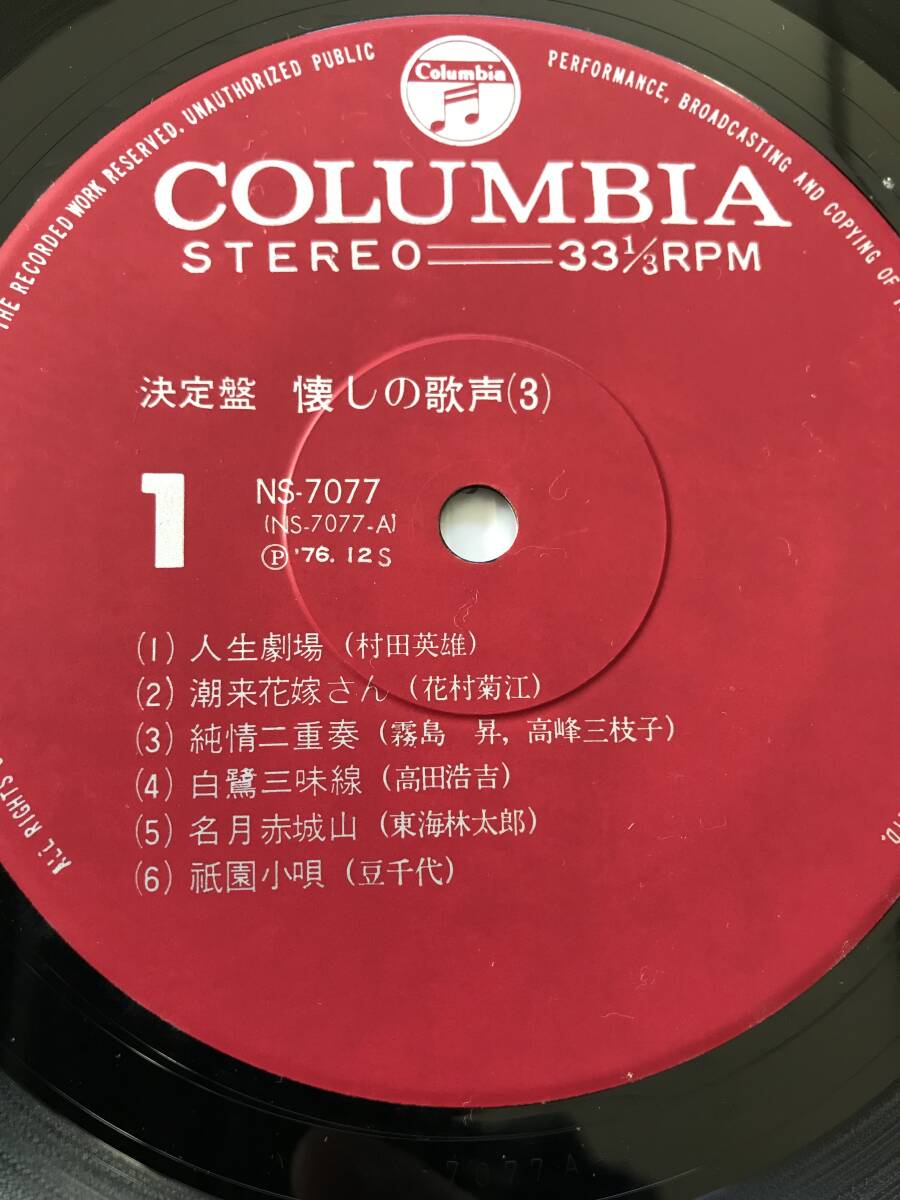 THE RECORDED WORK RESERVED. UNAUTHORIZED PUBLIC PERFORMANCE, BROADCASTING AND COPYING OF
Columbia
COLUMBIA
STEREO 33⅓RPM
決定盤 懐しの歌声(3)
1
NS-7077
(NS-7077-A)
Ⓟ '76. 12 S
(1) 人生劇場 (村田英雄)
(2) 潮来花嫁さん (花村菊江)
(3) 純情二重奏 (霧島 昇, 高峰三枝子)
(4) 白鷺三味線 (高田浩吉)
(5) 名月赤城山 (東海林太郎)
(6) 祇園小唄 (豆千代)
ALL RIGHTS
7077A